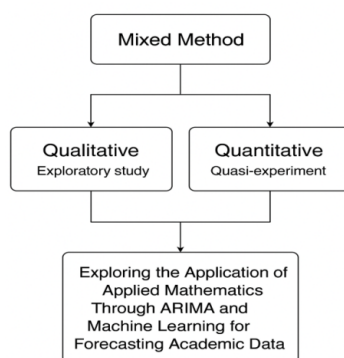 Mixed Method
Qualitative
Exploratory study
Quantitative
Quasi-experiment
Exploring the Application of
Applied Mathematics
Through ARIMA and
Machine Learning for
Forecasting Academic Data